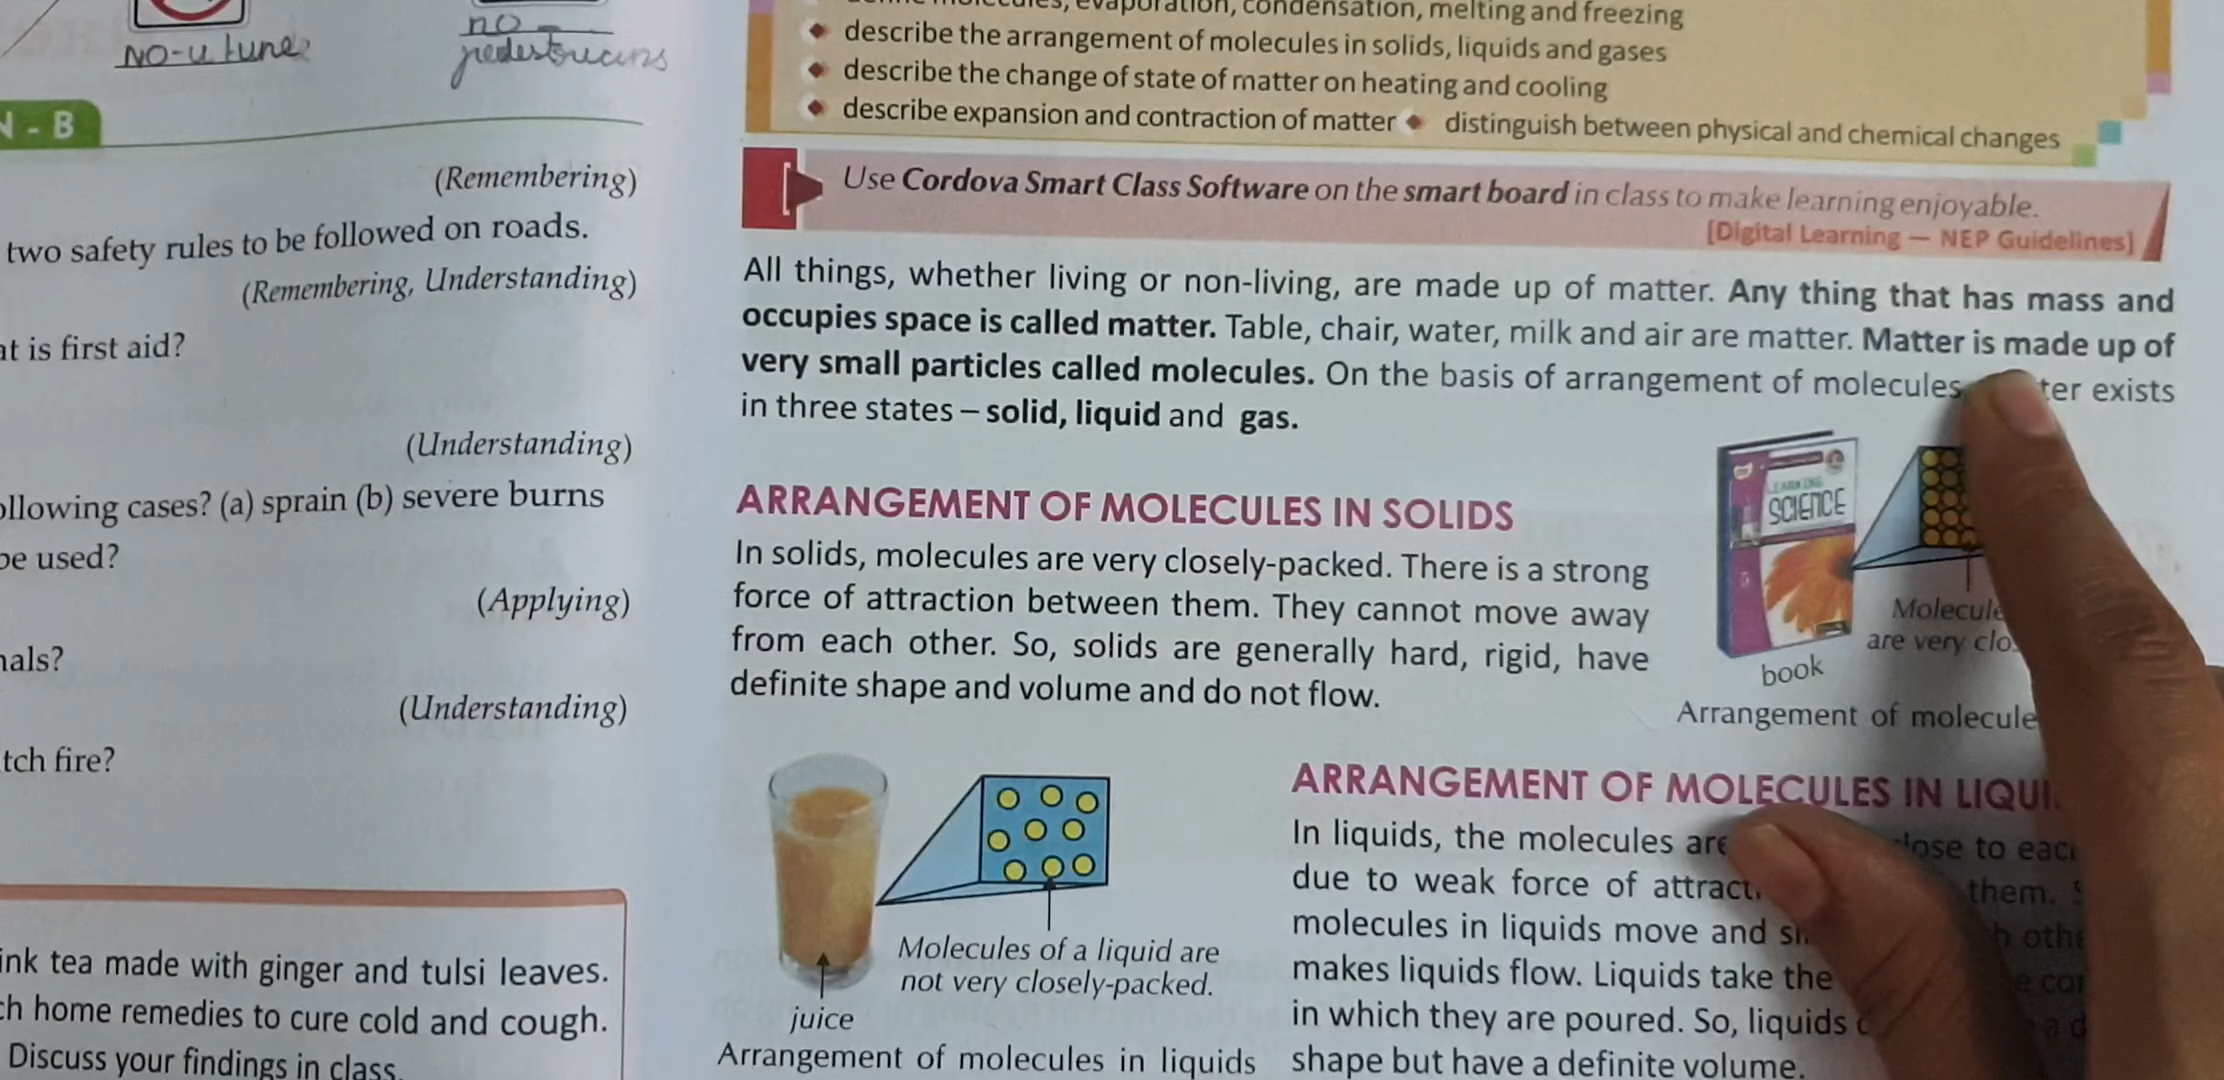 NO-U turn
no
pedestricuns
N - B
(Remembering)
two safety rules to be followed on roads.
(Remembering, Understanding)
at is first aid?
(Understanding)
ollowing cases? (a) sprain (b) severe burns
be used?
(Applying)
nals?
(Understanding)
tch fire?
ink tea made with ginger and tulsi leaves.
ch home remedies to cure cold and cough.
Discuss your findings in class.
evaporation, condensation, melting and freezing
describe the arrangement of molecules in solids, liquids and gases
describe the change of state of matter on heating and cooling
describe expansion and contraction of matter distinguish between physical and chemical changes
Use Cordova Smart Class Software on the smart board in class to make learning enjoyable.
[Digital Learning — NEP Guidelines]
All things, whether living or non-living, are made up of matter. Any thing that has mass and
occupies space is called matter. Table, chair, water, milk and air are matter. Matter is made up of
very small particles called molecules. On the basis of arrangement of molecules ter exists
in three states – solid, liquid and gas.
ARRANGEMENT OF MOLECULES IN SOLIDS
In solids, molecules are very closely-packed. There is a strong
force of attraction between them. They cannot move away
from each other. So, solids are generally hard, rigid, have
definite shape and volume and do not flow.
LEARNING
SCIENCE
5
Molecule
are very clo
book
Arrangement of molecule
Molecules of a liquid are
not very closely-packed.
juice
Arrangement of molecules in liquids
ARRANGEMENT OF MOLECULES IN LIQUI
In liquids, the molecules are lose to eac
due to weak force of attract them. S
molecules in liquids move and sl h othe
makes liquids flow. Liquids take the e con
in which they are poured. So, liquids a d
shape but have a definite volume.